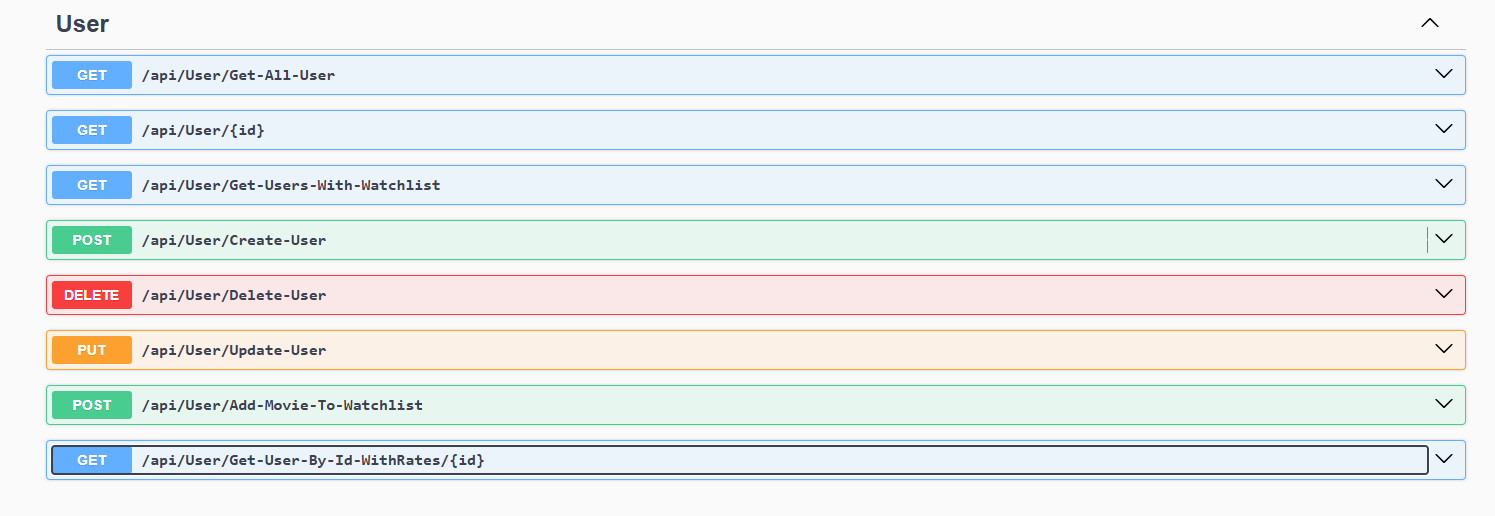 User
GET /api/User/Get-All-User
GET /api/User/{id}
GET /api/User/Get-Users-With-Watchlist
POST /api/User/Create-User
DELETE /api/User/Delete-User
PUT /api/User/Update-User
POST /api/User/Add-Movie-To-Watchlist
GET /api/User/Get-User-By-Id-WithRates/{id}